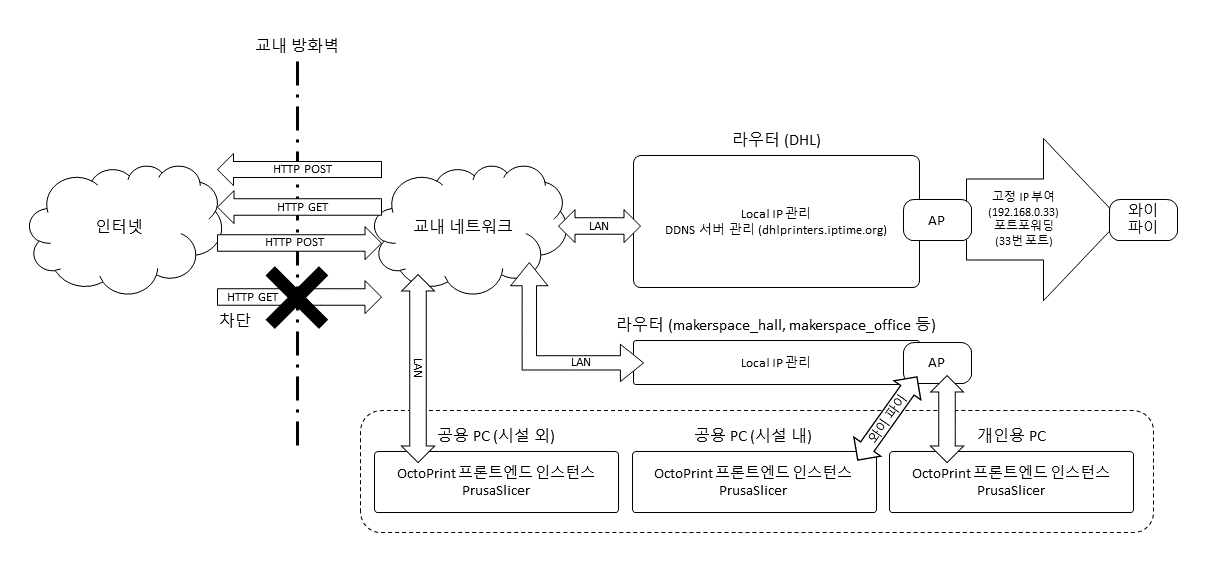 교내 방화벽
라우터 (DHL)
HTTP POST
HTTP GET
HTTP POST
HTTP GET
차단
인터넷
교내 네트워크
LAN
Local IP 관리
DDNS 서버 관리 (dhlprinters.iptime.org)
AP
고정 IP 부여
(192.168.0.33)
포트포워딩
(33번 포트)
와이
파이
라우터 (makerspace_hall, makerspace_office 등)
LAN
LAN
Local IP 관리
AP
와이 파이
공용 PC (시설 외)
OctoPrint 프론트엔드 인스턴스
PrusaSlicer
공용 PC (시설 내)
OctoPrint 프론트엔드 인스턴스
PrusaSlicer
개인용 PC
OctoPrint 프론트엔드 인스턴스
PrusaSlicer